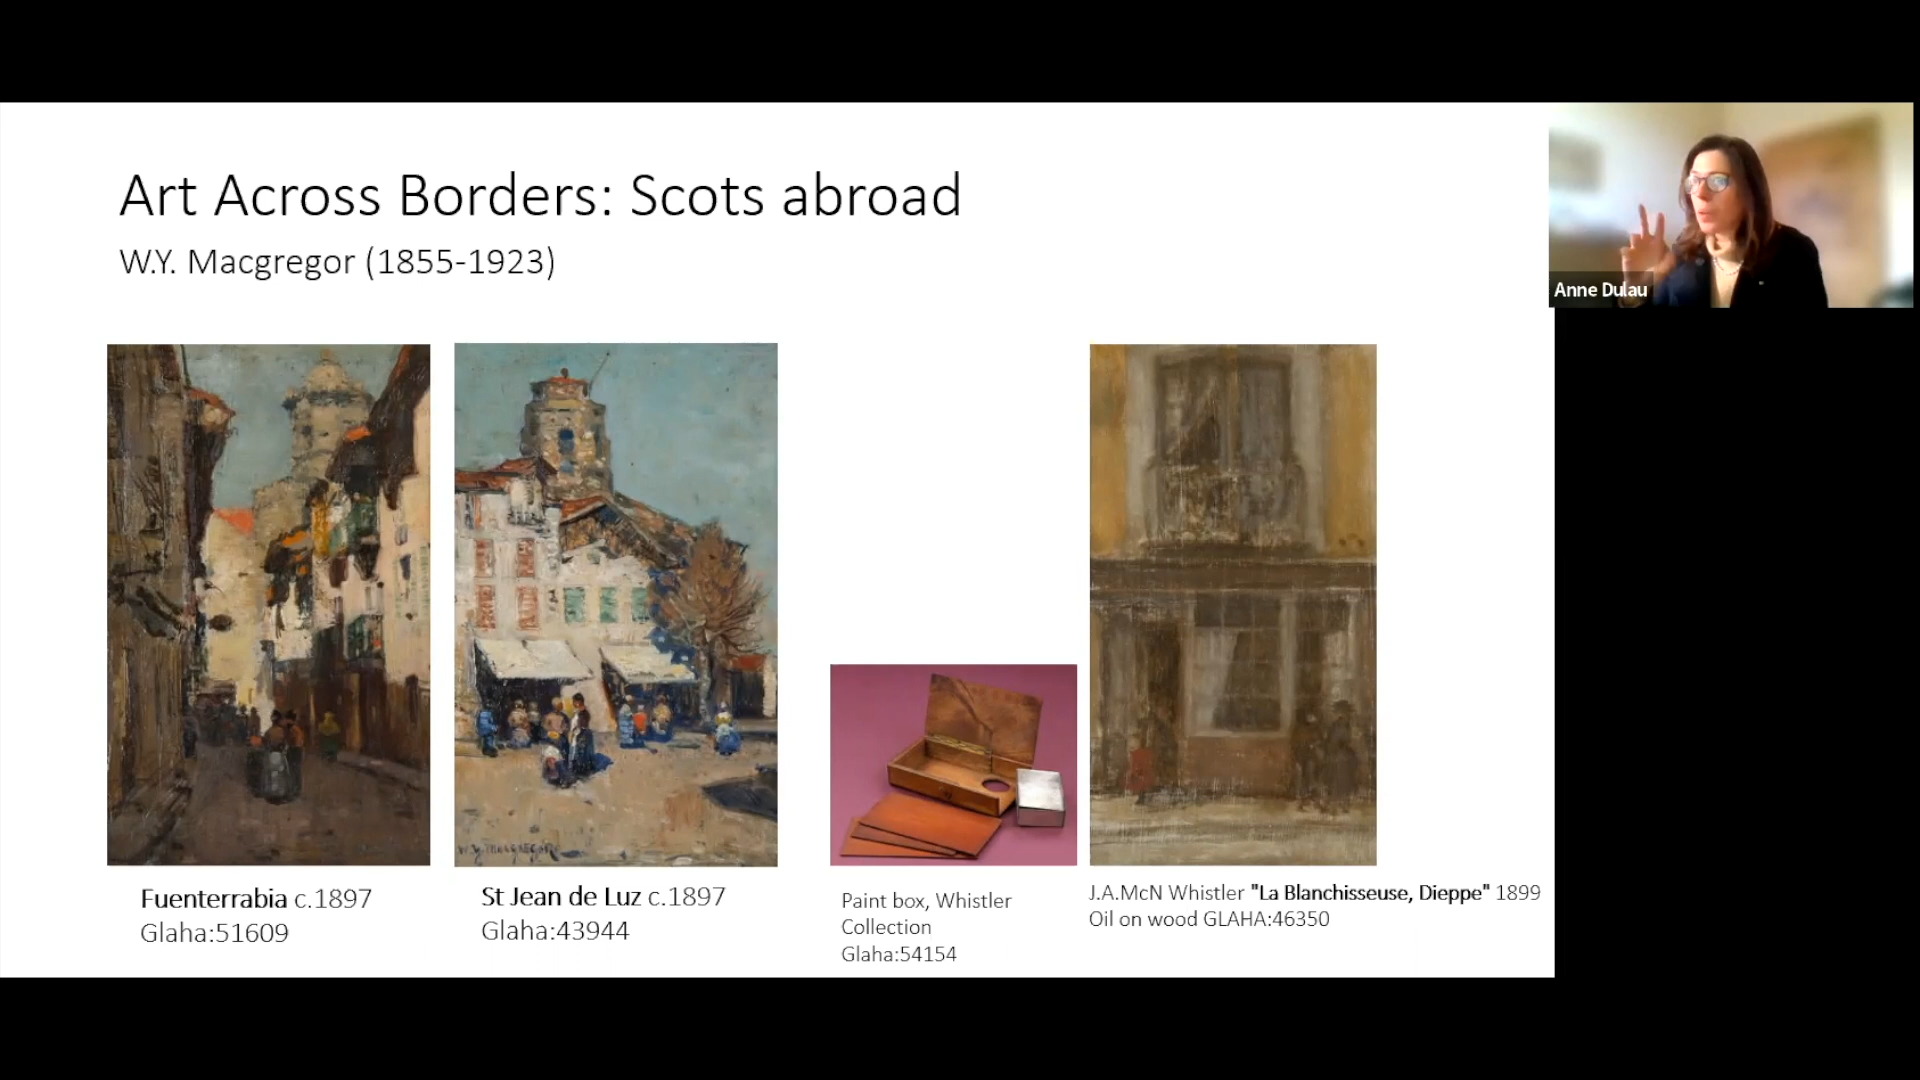 Art Across Borders: Scots abroad
W.Y. Macgregor (1855-1923)
Anne Dulau
W.Y. Macgregor
Fuenterrabia c.1897
Glaha:51609
St Jean de Luz c.1897
Glaha:43944
Paint box, Whistler
Collection
Glaha:54154
J.A.McN Whistler "La Blanchisseuse, Dieppe" 1899
Oil on wood GLAHA:46350